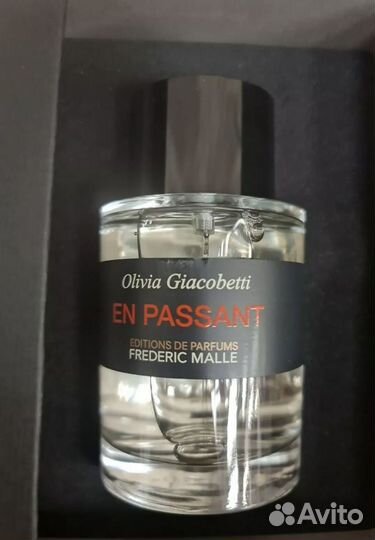 Olivia Giacobetti
EN PASSANT
EDITIONS DE PARFUMS
FREDERIC MALLE
Avito